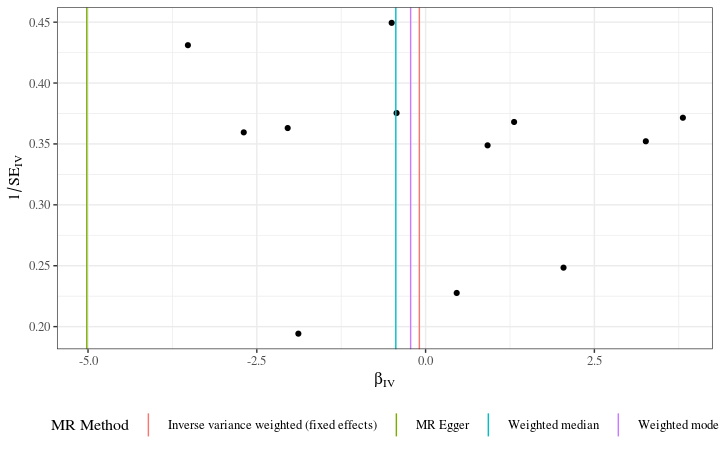 0.45
0.40
0.35
0.30
0.25
0.20
1/SE_IV
-5.0 -2.5 0.0 2.5
β_IV
MR Method Inverse variance weighted (fixed effects) MR Egger Weighted median Weighted mode